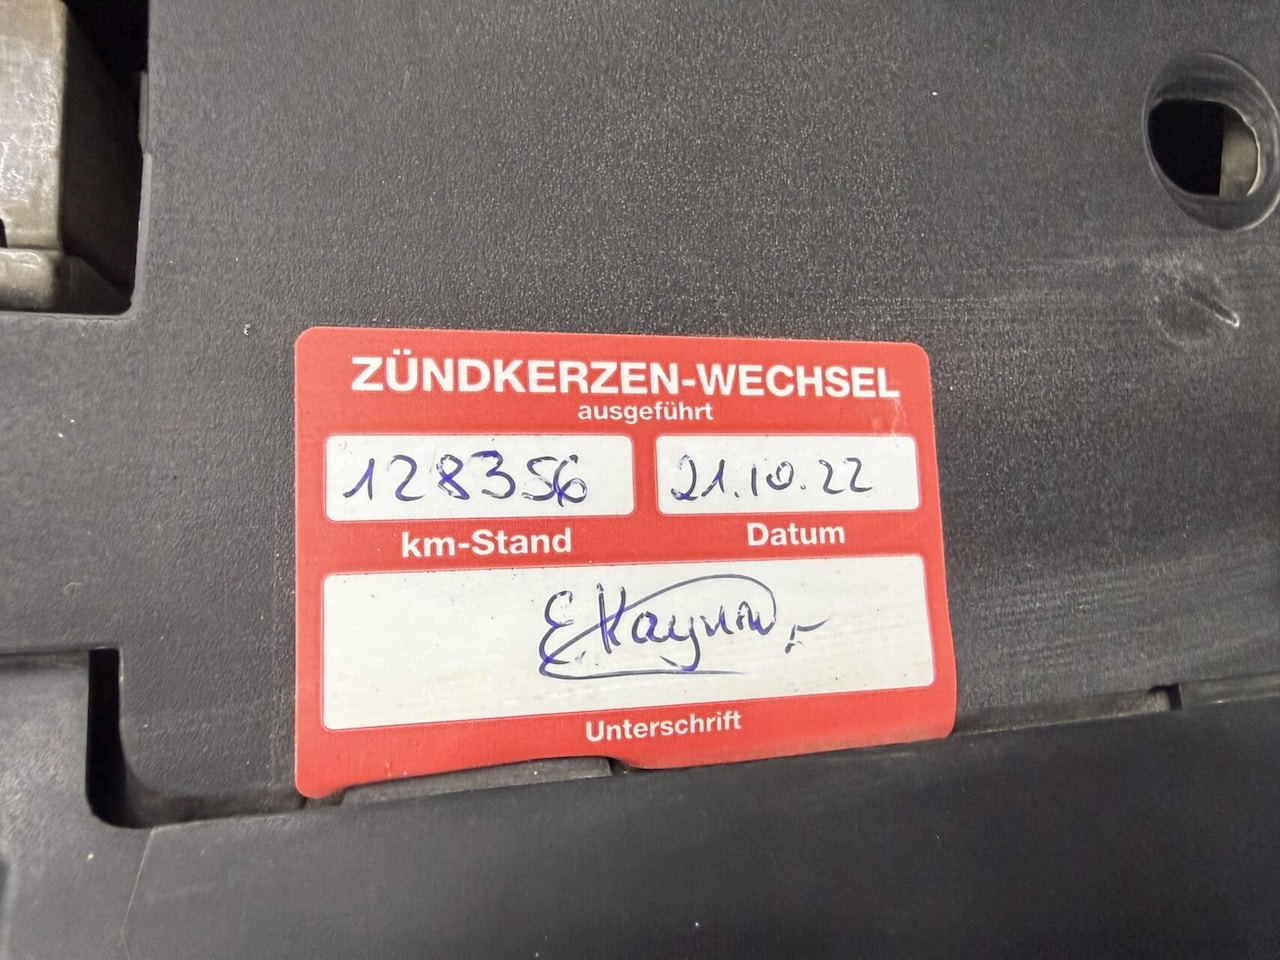 ZÜNDKERZEN-WECHSEL
ausgeführt
128356 21.10.22
km-Stand Datum
Unterschrift